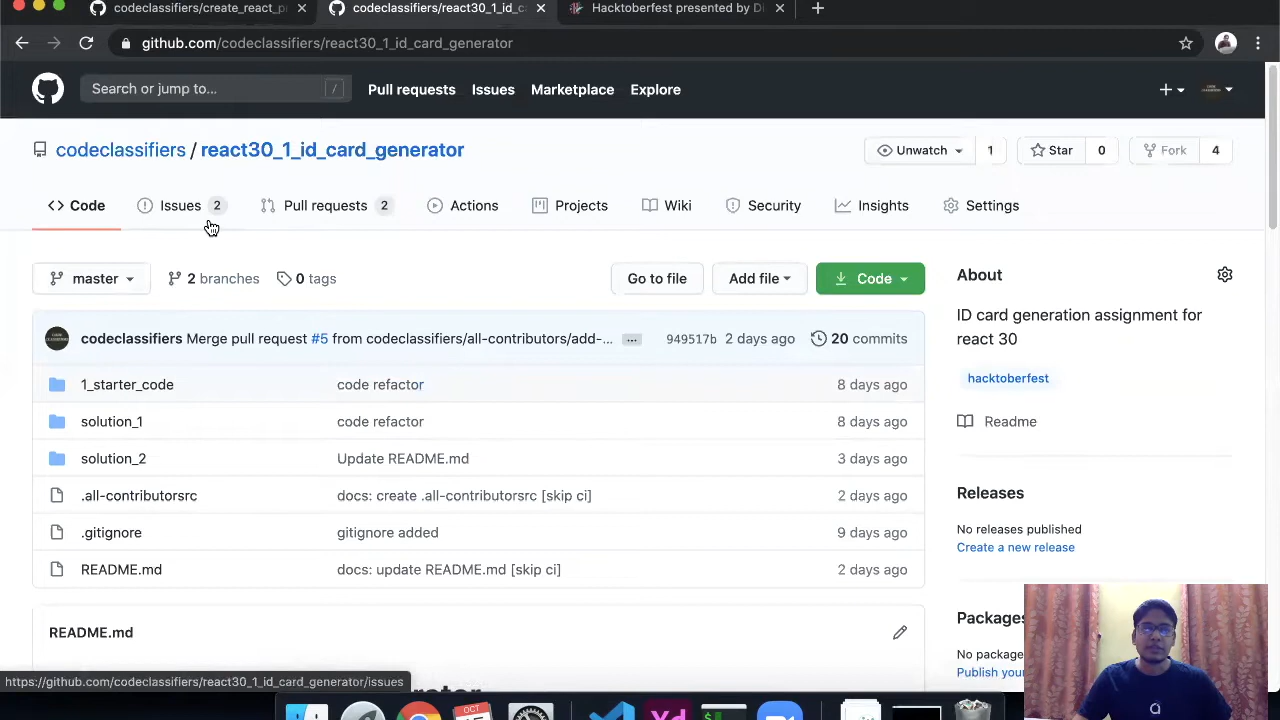 codeclassifiers/create_react_p
codeclassifiers/react30_1_id_c
Hacktoberfest presented by Di
github.com/codeclassifiers/react30_1_id_card_generator
Search or jump to...
/
Pull requests
Issues
Marketplace
Explore
codeclassifiers / react30_1_id_card_generator
Unwatch
1
Star
0
Fork
4
Code
Issues 2
Pull requests 2
Actions
Projects
Wiki
Security
Insights
Settings
master
2 branches
0 tags
Go to file
Add file
Code
codeclassifiers Merge pull request #5 from codeclassifiers/all-contributors/add-... ... 949517b 2 days ago 20 commits
1_starter_code code refactor 8 days ago
solution_1 code refactor 8 days ago
solution_2 Update README.md 3 days ago
.all-contributorsrc docs: create .all-contributorsrc [skip ci] 2 days ago
.gitignore gitignore added 9 days ago
README.md docs: update README.md [skip ci] 2 days ago
README.md
About
ID card generation assignment for
react 30
hacktoberfest
Readme
Releases
No releases published
Create a new release
Packages
No package
Publish your
https://github.com/codeclassifiers/react30_1_id_card_generator/issues
OCT